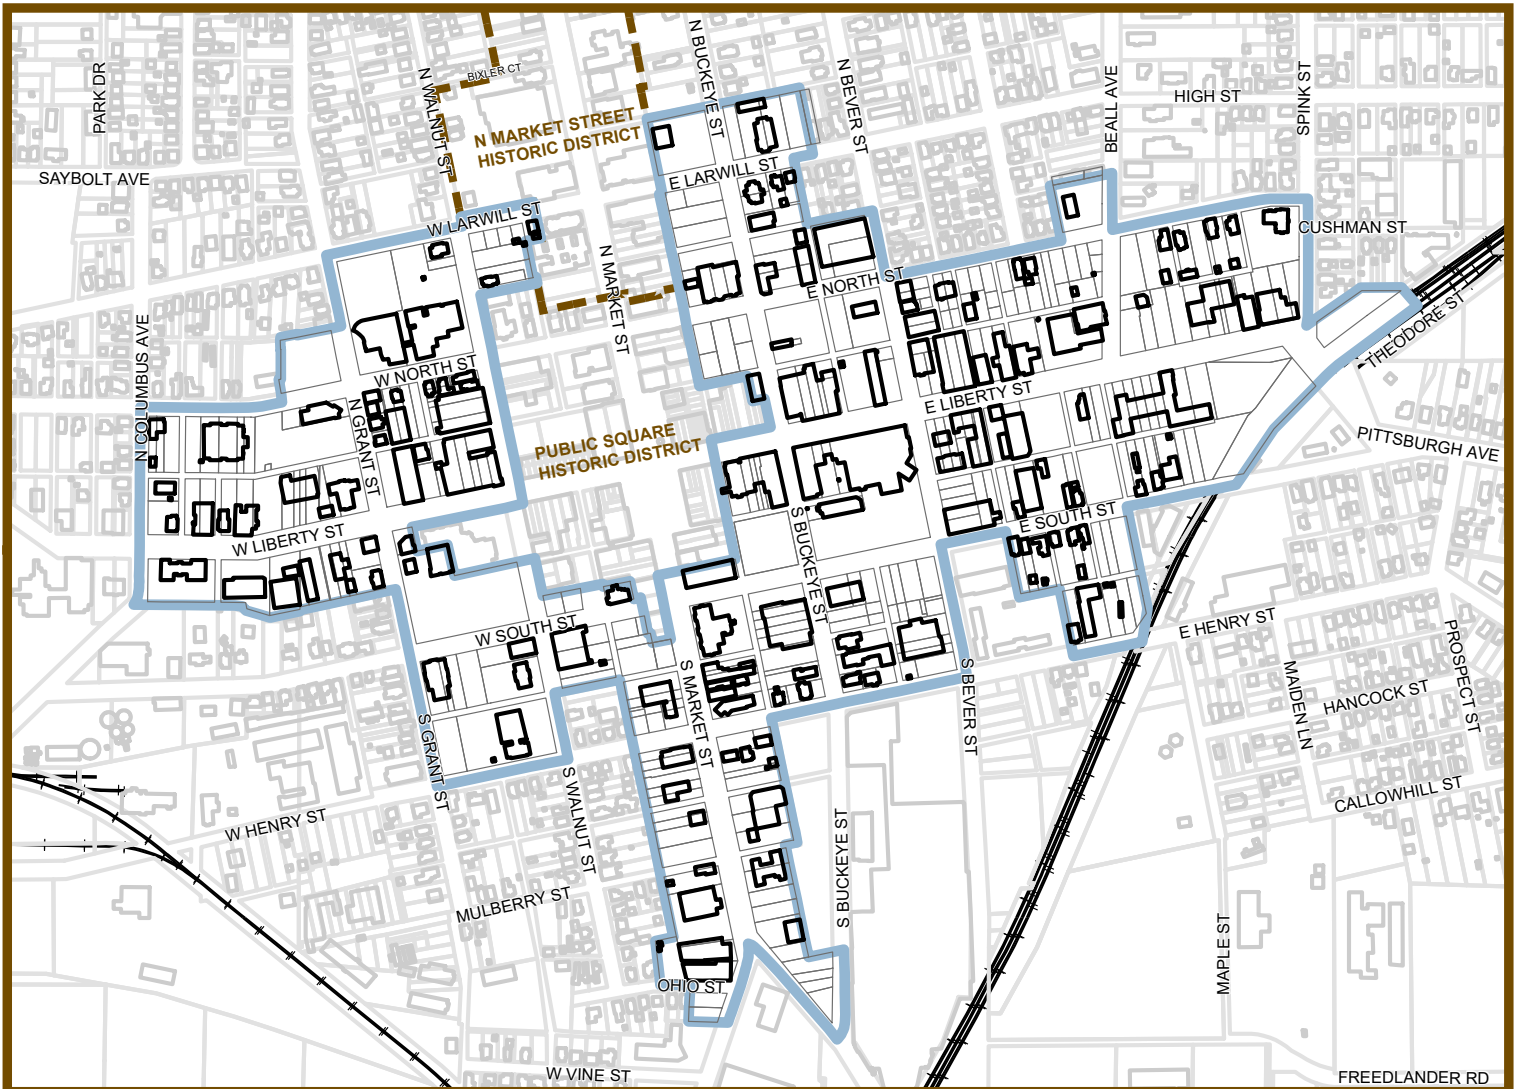 PARK DR
N WALNUT ST
BIXLER CT
N BUCKEYE ST
N BEVER ST
BEALL AVE
HIGH ST
SPINK ST
N MARKET STREET
HISTORIC DISTRICT
SAYBOLT AVE
E LARWILL ST
W LARWILL ST
CUSHMAN ST
N MARKET ST
E NORTH ST
THEODORE ST
N COLUMBUS AVE
W NORTH ST
N GRANT ST
E LIBERTY ST
PUBLIC SQUARE
HISTORIC DISTRICT
PITTSBURGH AVE
W LIBERTY ST
S BUCKEYE ST
E SOUTH ST
W SOUTH ST
E HENRY ST
PROSPECT ST
S MARKET ST
S BEVER ST
MAIDEN LN
HANCOCK ST
S GRANT ST
S WALNUT ST
CALLOWHILL ST
W HENRY ST
S BUCKEYE ST
MULBERRY ST
MAPLE ST
OHIO ST
W VINE ST
FREEDLANDER RD